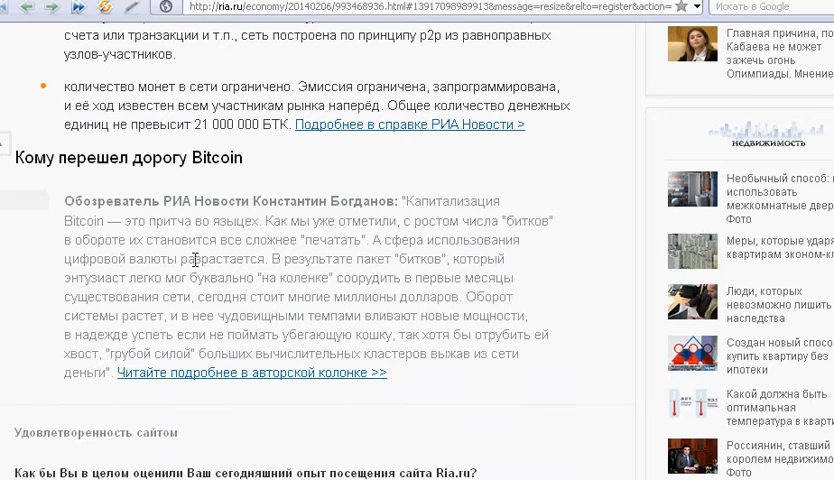 http://ria.ru/economy/20140206/993468936.html#13917098989913&message=resize&relto=register&action=
Искать в Google
счета или транзакции и т.п., сеть построена по принципу p2p из равноправных
узлов-участников.
количество монет в сети ограничено. Эмиссия ограничена, запрограммирована,
и её ход известен всем участникам рынка наперёд. Общее количество денежных
единиц не превысит 21 000 000 БТК. Подробнее в справке РИА Новости >
Кому перешел дорогу Bitcoin
Обозреватель РИА Новости Константин Богданов: "Капитализация
Bitcoin — это притча во языцех. Как мы уже отметили, с ростом числа "битков"
в обороте их становится все сложнее "печатать". А сфера использования
цифровой валюты разрастается. В результате пакет "битков", который
энтузиаст легко мог буквально "на коленке" соорудить в первые месяцы
существования сети, сегодня стоит многие миллионы долларов. Оборот
системы растет, и в нее чудовищными темпами вливают новые мощности,
в надежде успеть если не поймать убегающую кошку, так хотя бы отрубить ей
хвост, "грубой силой" больших вычислительных кластеров выжав из сети
деньги". Читайте подробнее в авторской колонке >>
Удовлетворенность сайтом
Как бы Вы в целом оценили Ваш сегодняшний опыт посещения сайта Ria.ru?
Главная причина, по
Кабаева не может
зажечь огонь
Олимпиады. Мнение
недвижимость
Необычный способ:
использовать
межкомнатные двер
Фото
Меры, которые удар
квартирам эконом-кл
Люди, которых
невозможно лишить
наследства
Создан новый спосо
купить квартиру без
ипотеки
Какой должна быть
оптимальная
температура в кварти
Россиянин, ставший
королем недвижимо
Фото